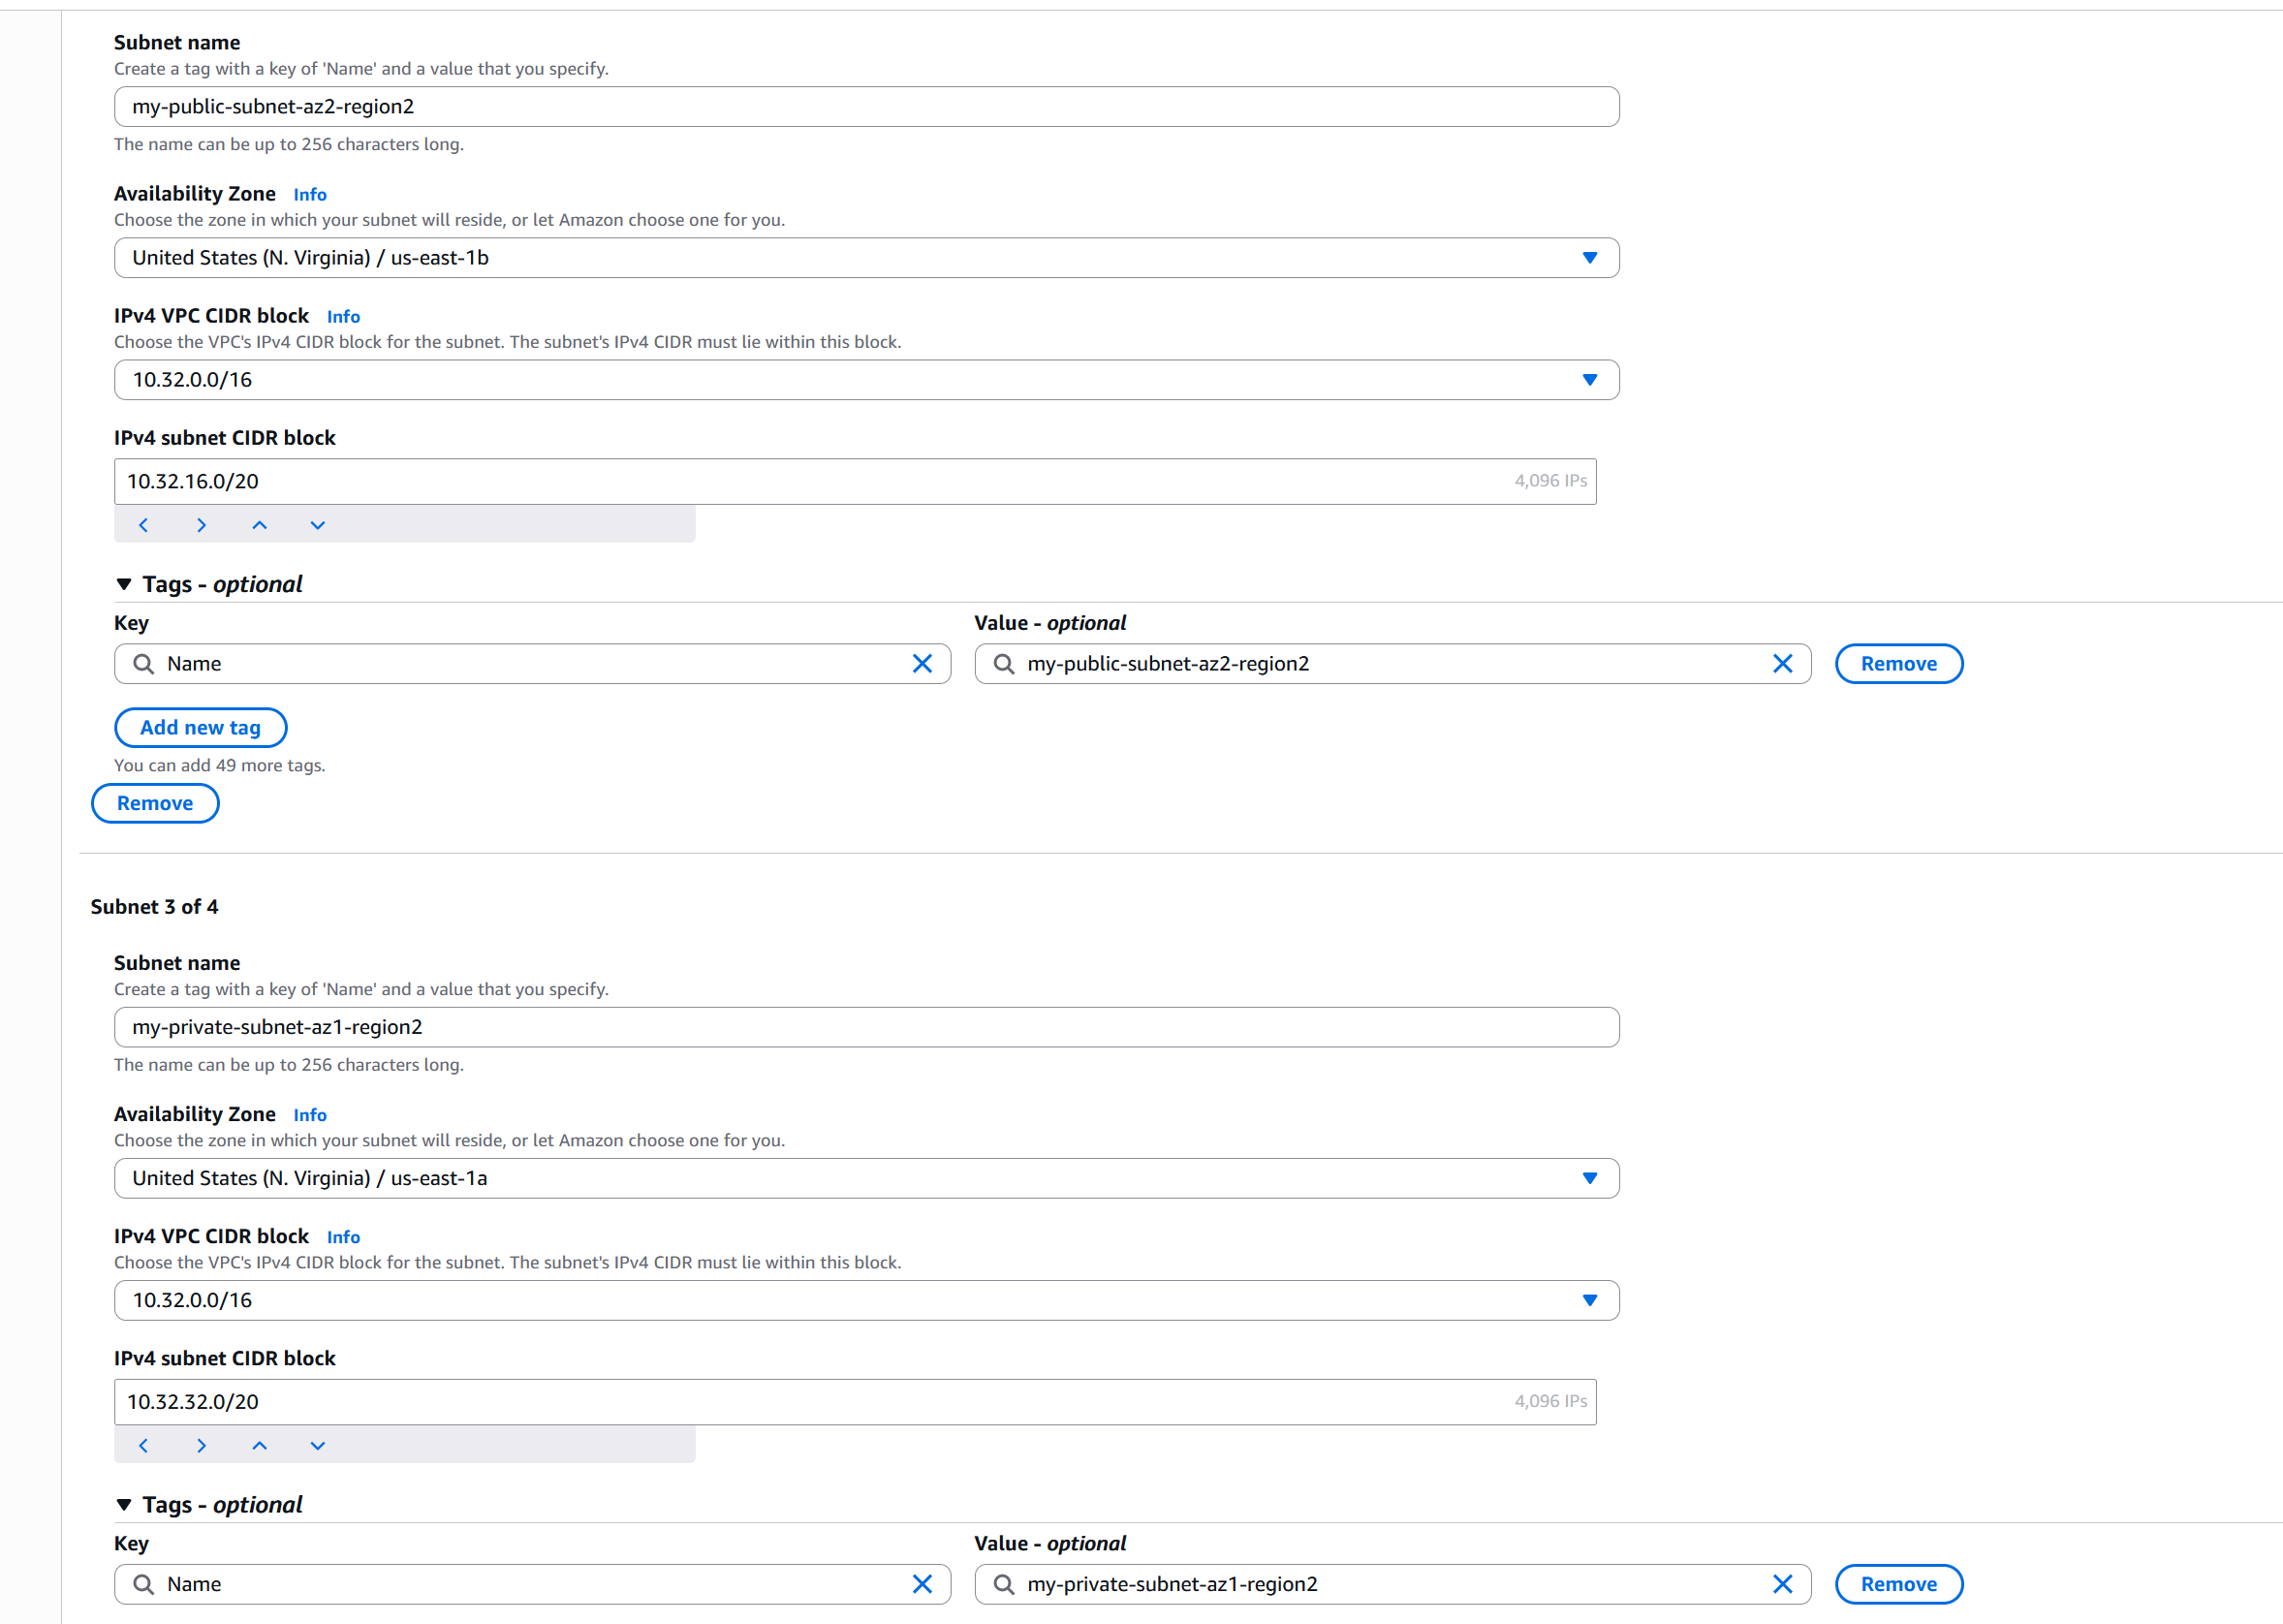 Subnet name
Create a tag with a key of 'Name' and a value that you specify.
my-public-subnet-az2-region2
The name can be up to 256 characters long.
Availability Zone Info
Choose the zone in which your subnet will reside, or let Amazon choose one for you.
United States (N. Virginia) / us-east-1b
IPv4 VPC CIDR block Info
Choose the VPC's IPv4 CIDR block for the subnet. The subnet's IPv4 CIDR must lie within this block.
10.32.0.0/16
IPv4 subnet CIDR block
10.32.16.0/20 4,096 IPs
Tags - optional
Key Value - optional
Name my-public-subnet-az2-region2 Remove
Add new tag
You can add 49 more tags.
Remove
Subnet 3 of 4
Subnet name
Create a tag with a key of 'Name' and a value that you specify.
my-private-subnet-az1-region2
The name can be up to 256 characters long.
Availability Zone Info
Choose the zone in which your subnet will reside, or let Amazon choose one for you.
United States (N. Virginia) / us-east-1a
IPv4 VPC CIDR block Info
Choose the VPC's IPv4 CIDR block for the subnet. The subnet's IPv4 CIDR must lie within this block.
10.32.0.0/16
IPv4 subnet CIDR block
10.32.32.0/20 4,096 IPs
Tags - optional
Key Value - optional
Name my-private-subnet-az1-region2 Remove